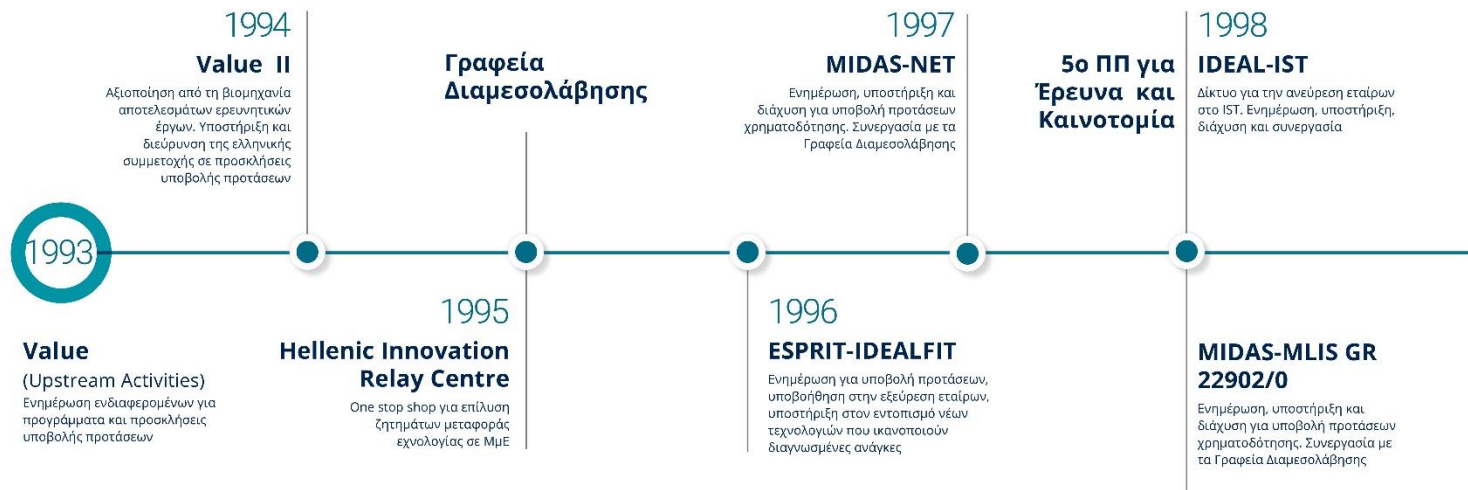 1994
Value II
Αξιοποίηση από τη βιομηχανία
αποτελεσμάτων ερευνητικών
έργων. Υποστήριξη και
διεύρυνση της ελληνικής
συμμετοχής σε προσκλήσεις
υποβολής προτάσεων
Γραφεία
Διαμεσολάβησης
1997
MIDAS-NET
Ενημέρωση, υποστήριξη και
διάχυση για υποβολή προτάσεων
χρηματοδότησης. Συνεργασία με τα
Γραφεία Διαμεσολάβησης
5ο ΠΠ για
Έρευνα και
Καινοτομία
1998
IDEAL-IST
Δίκτυο για την ανεύρεση εταίρων
στο IST. Ενημέρωση, υποστήριξη,
διάχυση και συνεργασία
1993
Value
(Upstream Activities)
Ενημέρωση ενδιαφερομένων για
προγράμματα και προσκλήσεις
υποβολής προτάσεων
1995
Hellenic Innovation
Relay Centre
One stop shop για επίλυση
ζητημάτων μεταφοράς
εχνολογίας σε ΜμΕ
1996
ESPRIT-IDEALFIT
Ενημέρωση για υποβολή προτάσεων,
υποβοήθηση στην εξεύρεση εταίρων,
υποστήριξη στον εντοπισμό νέων
τεχνολογιών που ικανοποιούν
διαγνωσμένες ανάγκες
MIDAS-MLIS GR
22902/0
Ενημέρωση, υποστήριξη και
διάχυση για υποβολή προτάσεων
χρηματοδότησης. Συνεργασία με
τα Γραφεία Διαμεσολάβησης